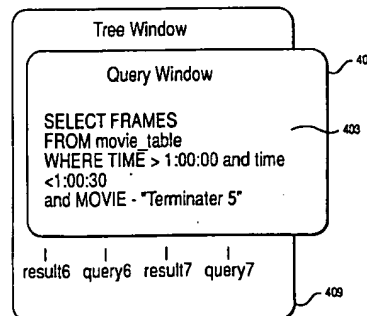 Tree Window
Query Window
40
SELECT FRAMES
403
FROM movie_table
WHERE TIME > 1:00:00 and time
<1:00:30
and MOVIE - "Terminater 5"
result6 query6 result7 query7
409